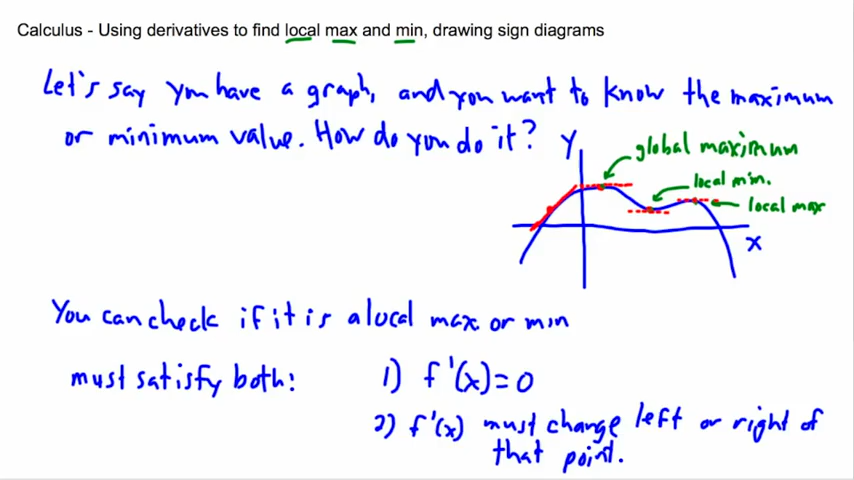 Calculus - Using derivatives to find local max and min, drawing sign diagrams
Let's say you have a graph, and you want to know the maximum
or minimum value. How do you do it?
Y
global maximum
local min.
local max
X
You can check if it is a local max or min
must satisfy both:
1) f'(x)=0
2) f'(x) must change left or right of
that point.